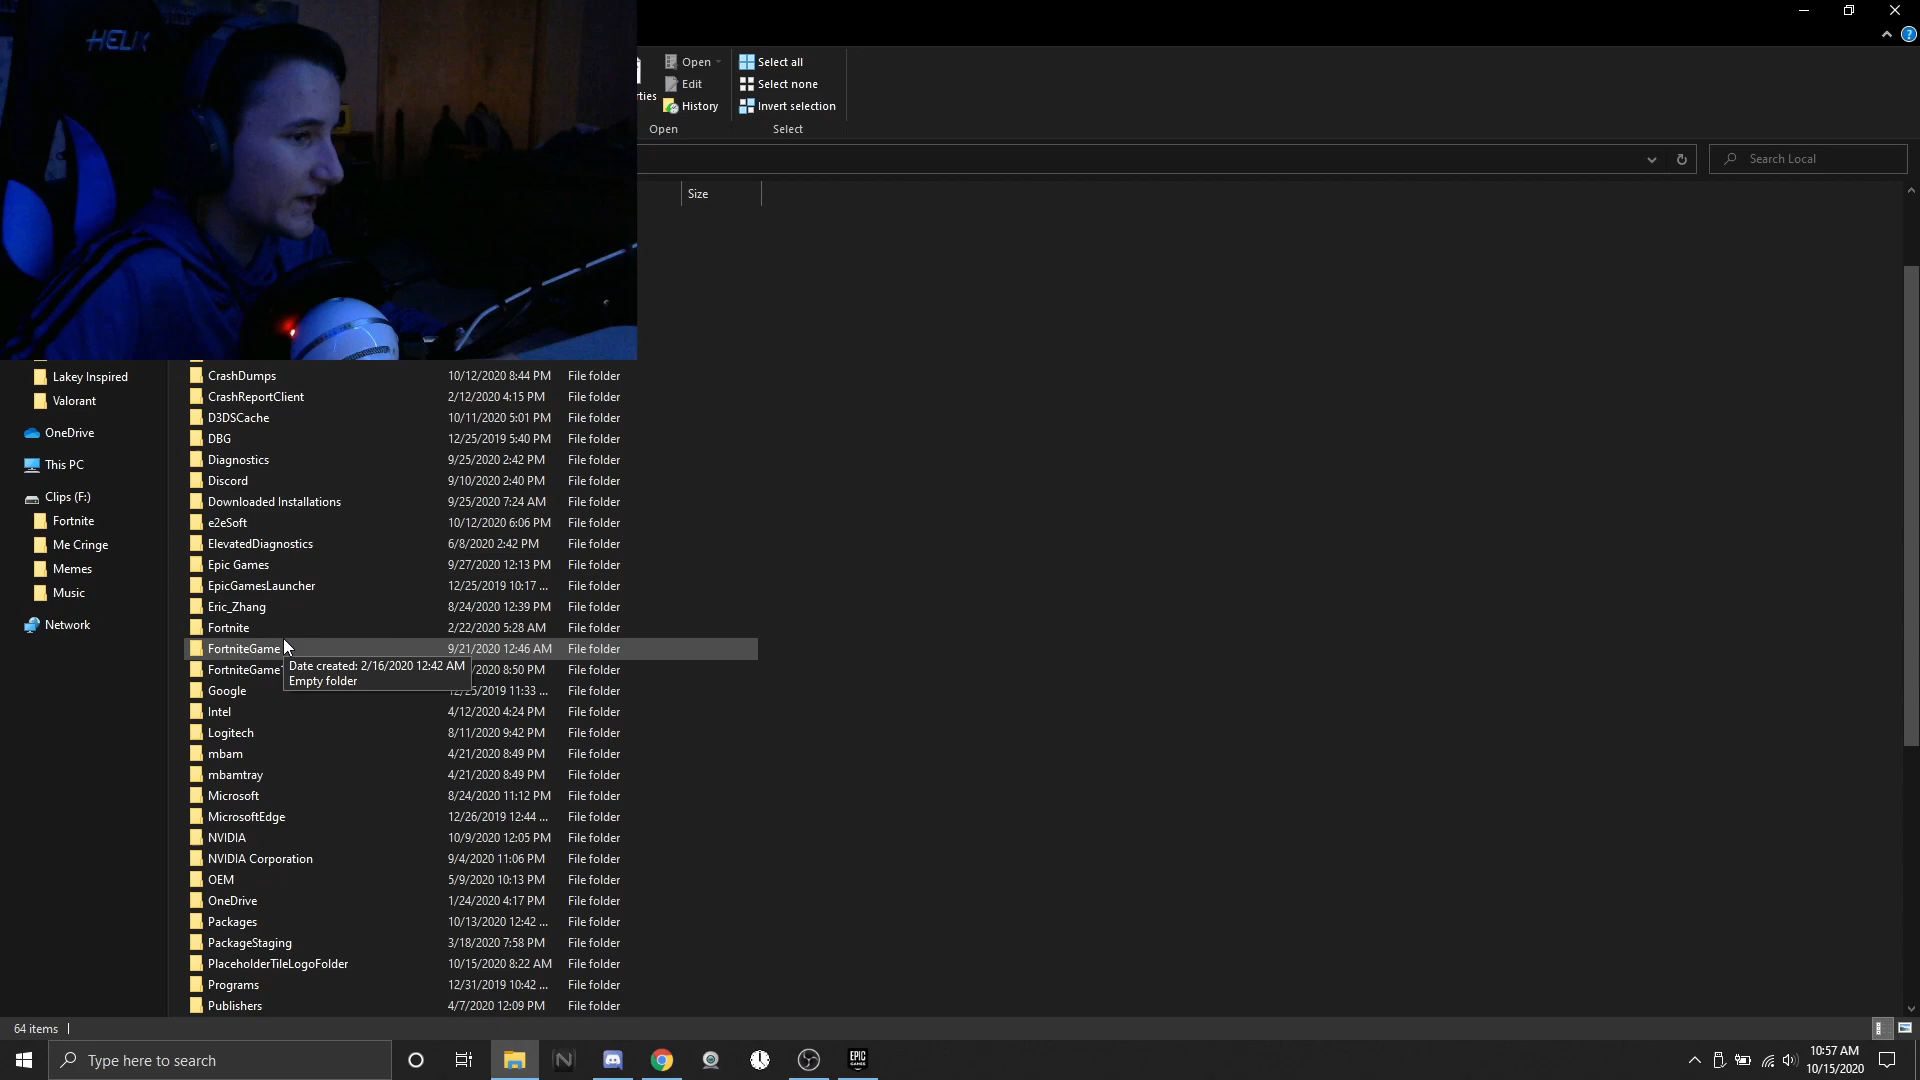 HELIX
Open
Select all
Edit
Select none
rties
History
Invert selection
Open
Select
Search Local
Size
Lakey Inspired
Valorant
OneDrive
This PC
Clips (F:)
Fortnite
Me Cringe
Memes
Music
Network
CrashDumps 10/12/2020 8:44 PM File folder
CrashReportClient 2/12/2020 4:15 PM File folder
D3DSCache 10/11/2020 5:01 PM File folder
DBG 12/25/2019 5:40 PM File folder
Diagnostics 9/25/2020 2:42 PM File folder
Discord 9/10/2020 2:40 PM File folder
Downloaded Installations 9/25/2020 7:24 AM File folder
e2eSoft 10/12/2020 6:06 PM File folder
ElevatedDiagnostics 6/8/2020 2:42 PM File folder
Epic Games 9/27/2020 12:13 PM File folder
EpicGamesLauncher 12/25/2019 10:17 ... File folder
Eric_Zhang 8/24/2020 12:39 PM File folder
Fortnite 2/22/2020 5:28 AM File folder
FortniteGame 9/21/2020 12:46 AM File folder
Date created: 2/16/2020 12:42 AM
Empty folder
FortniteGame /2020 8:50 PM File folder
Google 12/25/2019 11:33 ... File folder
Intel 4/12/2020 4:24 PM File folder
Logitech 8/11/2020 9:42 PM File folder
mbam 4/21/2020 8:49 PM File folder
mbamtray 4/21/2020 8:49 PM File folder
Microsoft 8/24/2020 11:12 PM File folder
MicrosoftEdge 12/26/2019 12:44 ... File folder
NVIDIA 10/9/2020 12:05 PM File folder
NVIDIA Corporation 9/4/2020 11:06 PM File folder
OEM 5/9/2020 10:13 PM File folder
OneDrive 1/24/2020 4:17 PM File folder
Packages 10/13/2020 12:42 ... File folder
PackageStaging 3/18/2020 7:58 PM File folder
PlaceholderTileLogoFolder 10/15/2020 8:22 AM File folder
Programs 12/31/2019 10:42 ... File folder
Publishers 4/7/2020 12:09 PM File folder
64 items
Type here to search
EPIC
GAMES
10:57 AM
10/15/2020